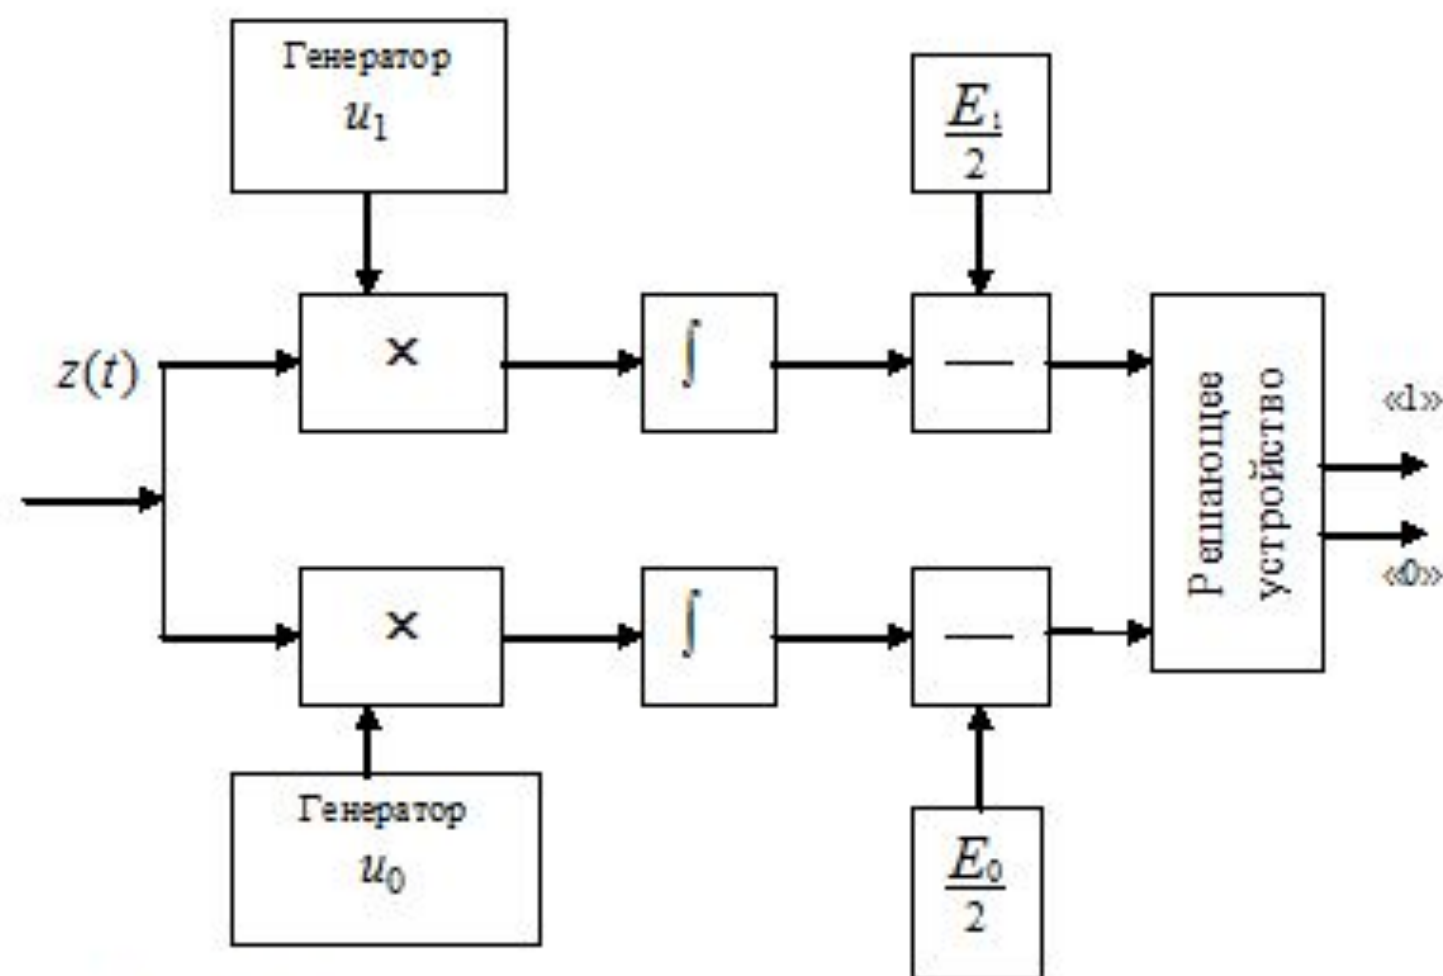 Генератор
u₁
E₁
2
z(t)
×
∫
—
Решающее
устройство
«1»
«0»
×
∫
—
Генератор
u₀
E₀
2